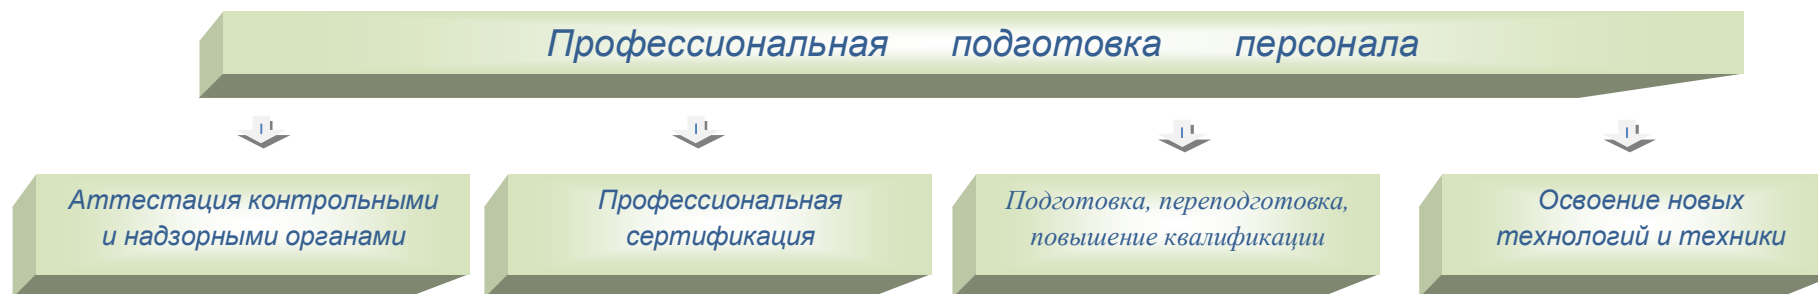 Профессиональная подготовка персонала
Аттестация контрольными
и надзорными органами
Профессиональная
сертификация
Подготовка, переподготовка,
повышение квалификации
Освоение новых
технологий и техники